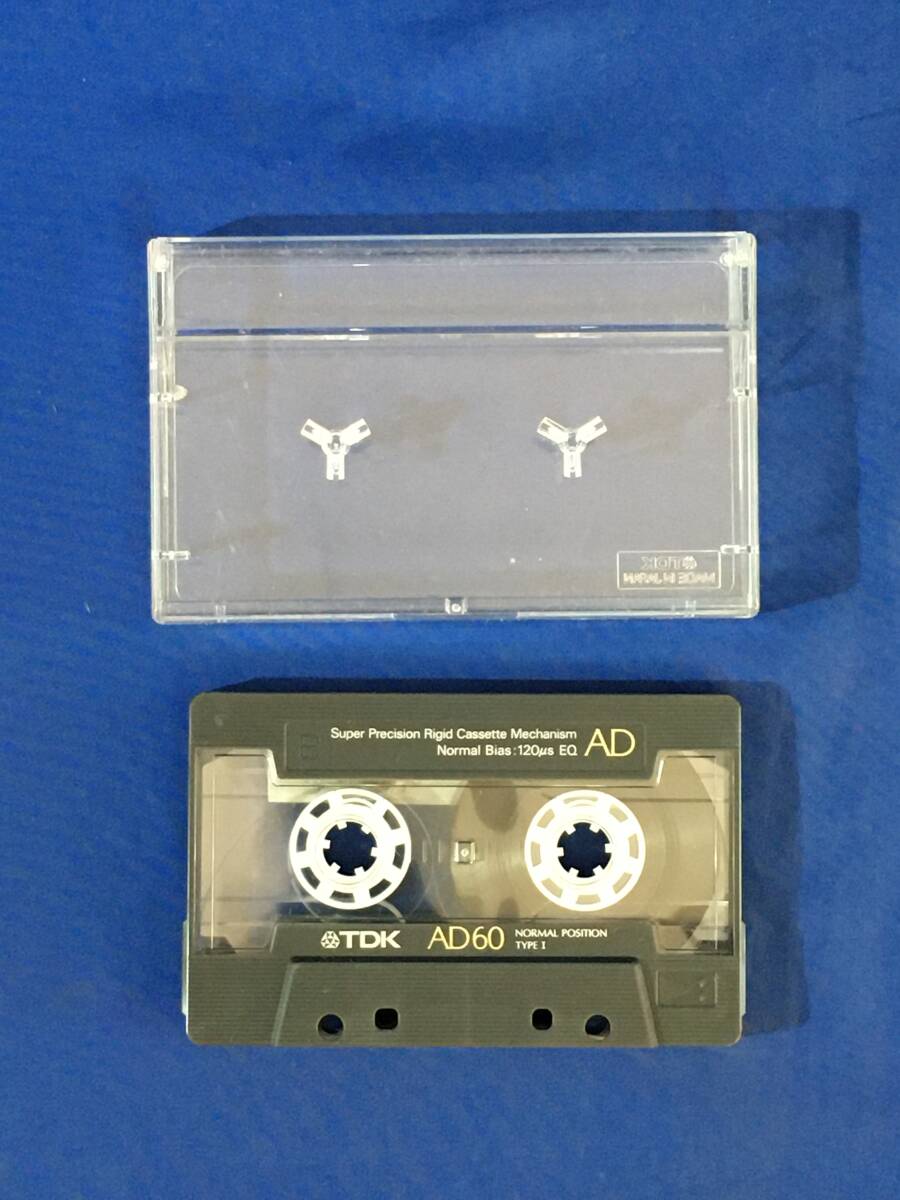 TDK
MADE IN JAPAN
Super Precision Rigid Cassette Mechanism
Normal Bias:120µs EQ
AD
TDK AD60 NORMAL POSITION
TYPE I